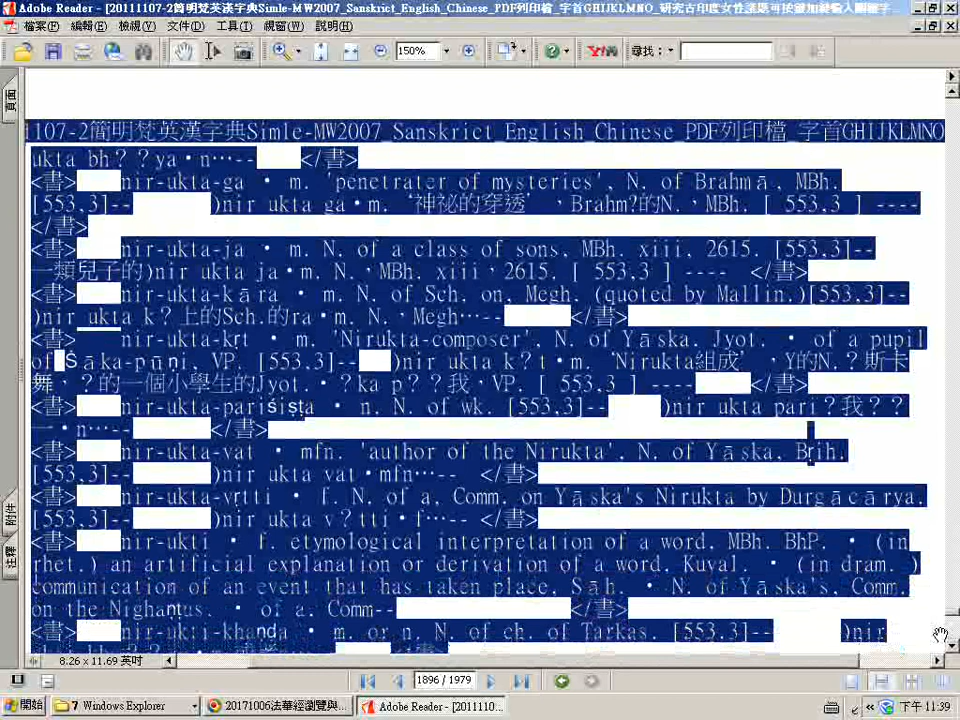 Adobe Reader - [20111107-2簡明梵英漢字典Simle-MW2007_Sanskrict_English_Chinese_PDF列印檔_字首GHIJKLMNO_研究古印度女性議題可按
檔案(F) 編輯(E) 檢視(V) 文件(D) 工具(T) 視窗(W) 說明(H)
150% 尋找:
頁面
1107-2簡明梵英漢字典Simle-MW2007_Sanskrict_English_Chinese_PDF列印檔_字首GHIJKLMNO
ukta bh??ya•n…-- </書>
<書> nir-ukta-ga • m. 'penetrater of mysteries', N. of Brahmā, MBh.
[553,3]-- )nir ukta ga•m.‘神祕的穿透’，Brahm?的N.，MBh. [ 553,3 ] ----
</書>
<書> nir-ukta-ja • m. N. of a class of sons, MBh. xiii, 2615. [553,3]--
一類兒子的)nir ukta ja•m. N.，MBh. xiii，2615. [ 553,3 ] ---- </書>
<書> nir-ukta-kāra • m. N. of Sch. on, Megh. (quoted by Mallin.)[553,3]--
)nir ukta k?上的Sch.的ra•m. N.，Megh…-- </書>
<書> nir-ukta-kṛt • m. 'Nirukta-composer', N. of Yāska, Jyot. • of a pupil
of Śāka-pūṇi, VP. [553,3]-- )nir ukta k?t•m.‘Nirukta組成’，Y的N.?斯卡
舞，?的一個小學生的Jyot.•?ka p??我，VP. [ 553,3 ] ---- </書>
<書> nir-ukta-pariśiṣṭa • n. N. of wk. [553,3]-- )nir ukta pari?我??
一•n…-- </書>
<書> nir-ukta-vat • mfn. 'author of the Nirukta', N. of Yāska, Bṛih.
[553,3]-- )nir ukta vat•mfn…-- </書>
<書> nir-ukta-vṛtti • f. N. of a. Comm. on Yāska's Nirukta by Durgācārya.
[553,3]-- )nir ukta v?tti•f…-- </書>
<書> nir-ukti • f. etymological interpretation of a word, MBh. BhP. • (in
rhet.) an artificial explanation or derivation of a word, Kuval. • (in dram. )
communication of an event that has taken place, Sāh. • N. of Yāska's, Comm.
on the Nighaṇṭus. • of a. Comm-- </書>
<書> nir-ukti-khaṇḍa • m. or n. N. of ch. of Tarkas. [553,3]-- )nir
附件
註釋
8.26 x 11.69 英吋
1896 / 1979
開始 7 Windows Explorer 20171006法華經瀏覽與... Adobe Reader - [2011110... 下午 11:39